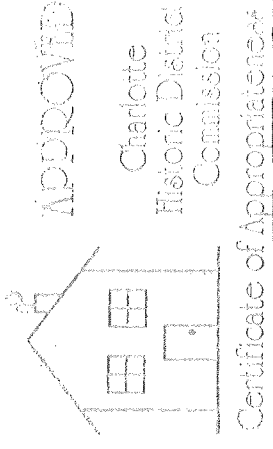 APPROVED
Charlotte
Historic District
Commission
Certificate of Appropriateness